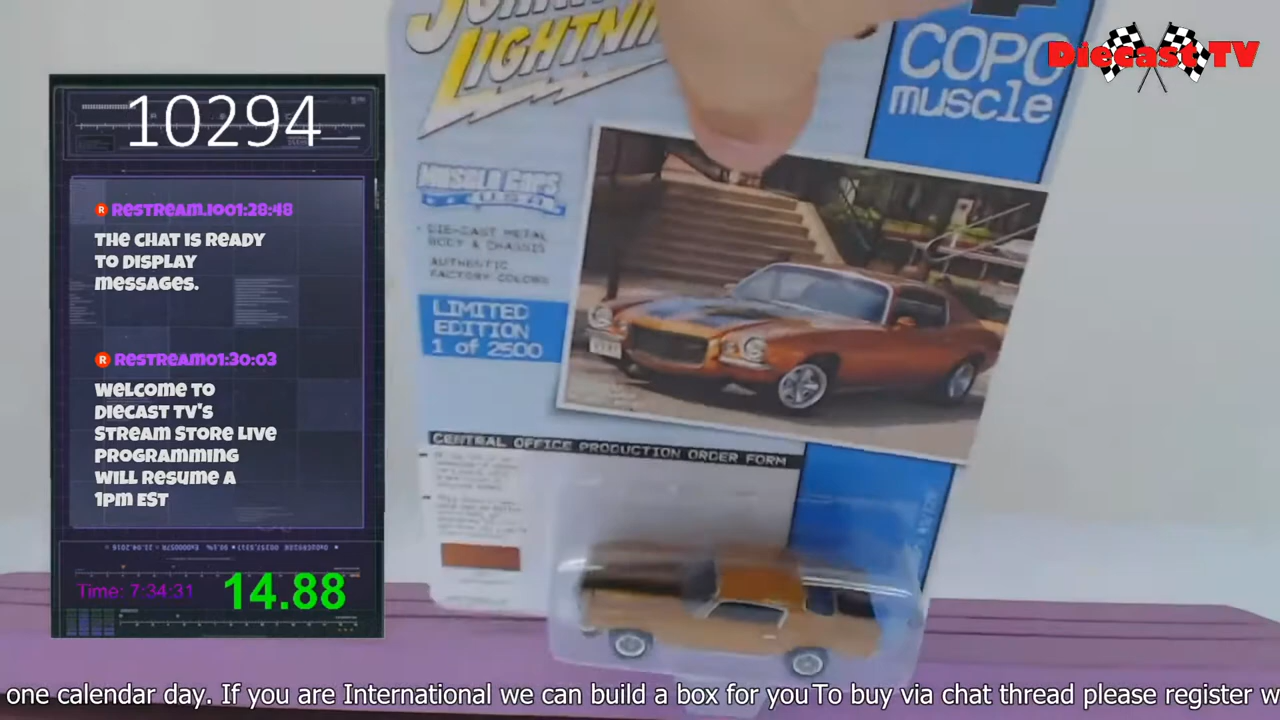 10294
Restream.io01:28:48
THE CHAT IS READY
TO DISPLAY
MESSAGES.
Restream01:30:03
WELCOME TO
DIECAST TV'S
STREAM STORE LIVE
PROGRAMMING
WILL RESUME A
1PM EST
Time: 7:34:31
14.88
JOHNNY
LIGHTNING
COPO
muscle
Diecast TV
MUSCLE CARS
USA
DIE-CAST METAL
BODY & CHASSIS
AUTHENTIC
FACTORY COLORS
LIMITED
EDITION
1 of 2500
CENTRAL OFFICE PRODUCTION ORDER FORM
one calendar day. If you are International we can build a box for you To buy via chat thread please register w